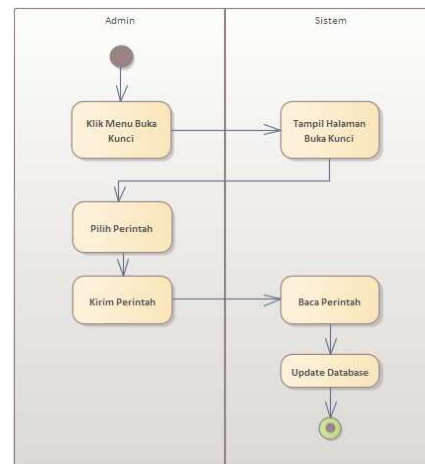 Admin
Sistem
Klik Menu Buka
Kunci
Tampil Halaman
Buka Kunci
Pilih Perintah
Kirim Perintah
Baca Perintah
Update Database